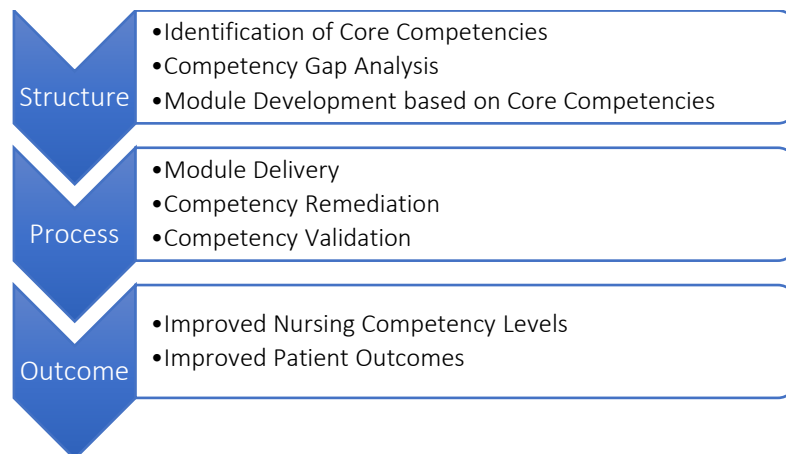 Structure
•Identification of Core Competencies
•Competency Gap Analysis
•Module Development based on Core Competencies
Process
•Module Delivery
•Competency Remediation
•Competency Validation
Outcome
•Improved Nursing Competency Levels
•Improved Patient Outcomes